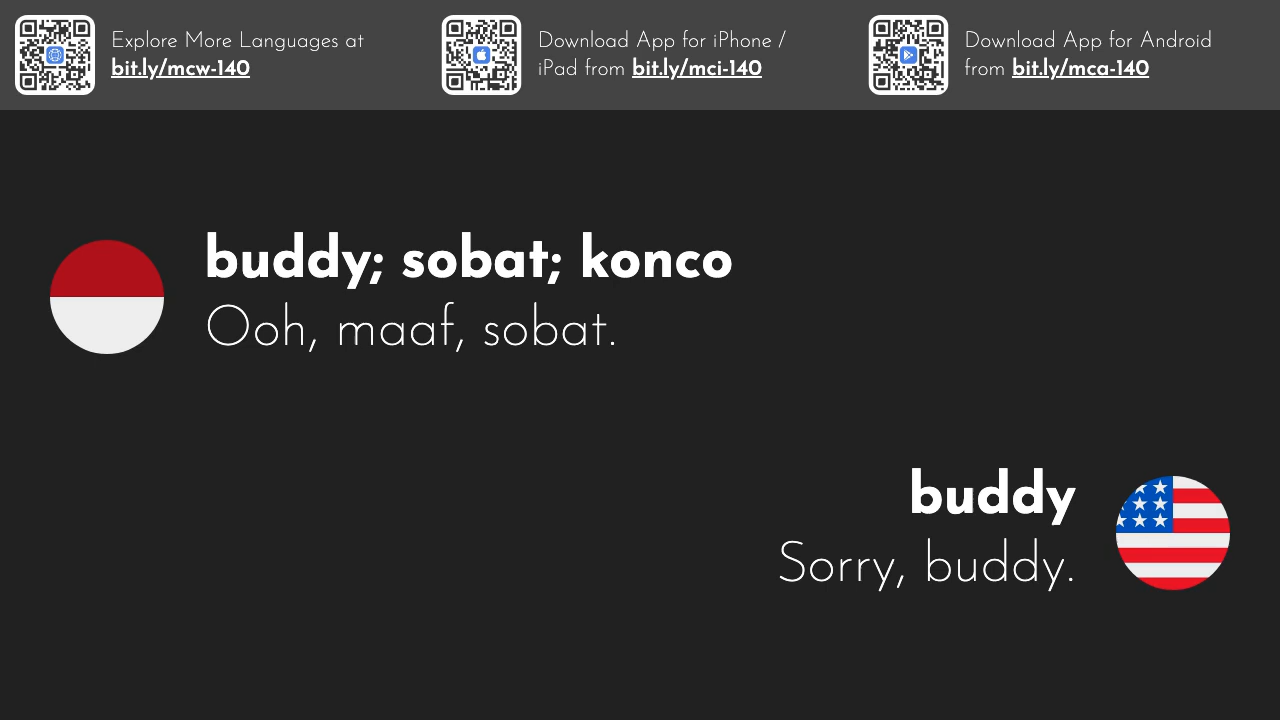 Explore More Languages at
bit.ly/mcw-140
Download App for iPhone /
iPad from bit.ly/mci-140
Download App for Android
from bit.ly/mca-140
buddy; sobat; konco
Ooh, maaf, sobat.
buddy
Sorry, buddy.